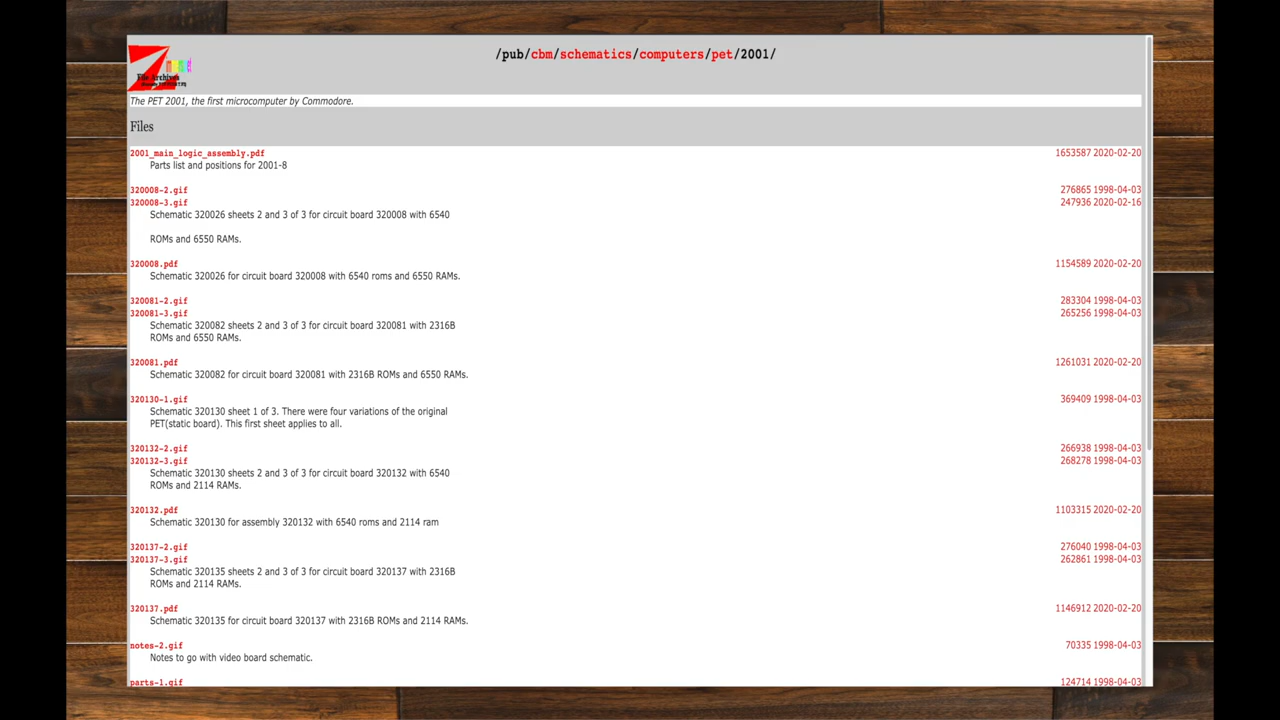 /pub/cbm/schematics/computers/pet/2001/
File Archives
The PET 2001, the first microcomputer by Commodore.
Files
2001_main_logic_assembly.pdf 1653587 2020-02-20
Parts list and positions for 2001-8
320008-2.gif 276865 1998-04-03
320008-3.gif 247936 2020-02-16
Schematic 320026 sheets 2 and 3 of 3 for circuit board 320008 with 6540
ROMs and 6550 RAMs.
320008.pdf 1154589 2020-02-20
Schematic 320026 for circuit board 320008 with 6540 roms and 6550 RAMs.
320081-2.gif 283304 1998-04-03
320081-3.gif 265256 1998-04-03
Schematic 320082 sheets 2 and 3 of 3 for circuit board 320081 with 2316B
ROMs and 6550 RAMs.
320081.pdf 1261031 2020-02-20
Schematic 320082 for circuit board 320081 with 2316B ROMs and 6550 RAMs.
320130-1.gif 369409 1998-04-03
Schematic 320130 sheet 1 of 3. There were four variations of the original
PET(static board). This first sheet applies to all.
320132-2.gif 266938 1998-04-03
320132-3.gif 268278 1998-04-03
Schematic 320130 sheets 2 and 3 of 3 for circuit board 320132 with 6540
ROMs and 2114 RAMs.
320132.pdf 1103315 2020-02-20
Schematic 320130 for assembly 320132 with 6540 roms and 2114 ram
320137-2.gif 276040 1998-04-03
320137-3.gif 262861 1998-04-03
Schematic 320135 sheets 2 and 3 of 3 for circuit board 320137 with 2316B
ROMs and 2114 RAMs.
320137.pdf 1146912 2020-02-20
Schematic 320135 for circuit board 320137 with 2316B ROMs and 2114 RAMs.
notes-2.gif 70335 1998-04-03
Notes to go with video board schematic.
parts-1.gif 124714 1998-04-03